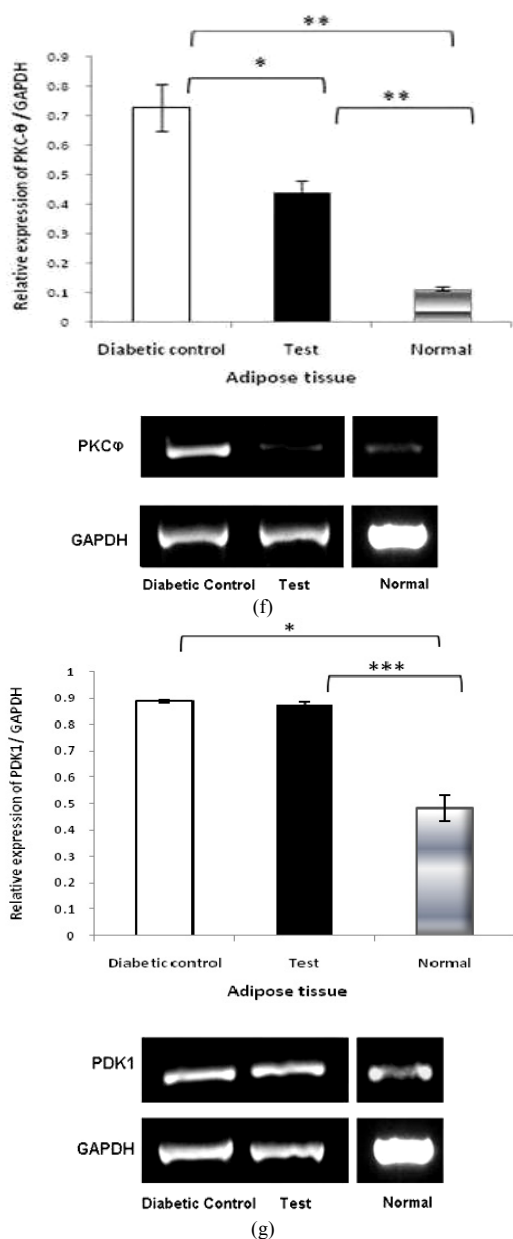 **
*
**
Relative expression of PKC-θ / GAPDH
0.9
0.8
0.7
0.6
0.5
0.4
0.3
0.2
0.1
0
Diabetic control Test Normal
Adipose tissue
PKCφ
GAPDH
Diabetic Control Test Normal
(f)
*
***
Relative expression of PDK1/ GAPDH
1
0.9
0.8
0.7
0.6
0.5
0.4
0.3
0.2
0.1
0
Diabetic control Test Normal
Adipose tissue
PDK1
GAPDH
Diabetic Control Test Normal
(g)